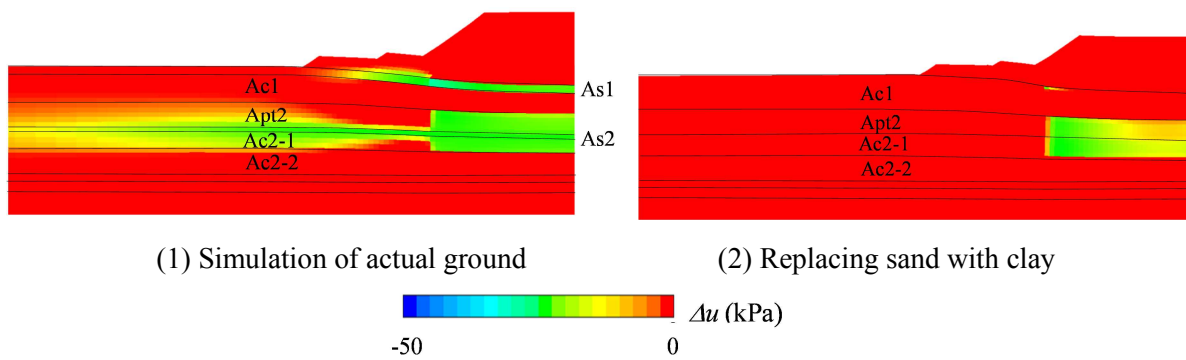 Ac1
As1
Apt2
Ac2-1
As2
Ac2-2
Ac1
Apt2
Ac2-1
Ac2-2
(1) Simulation of actual ground
(2) Replacing sand with clay
Δu (kPa)
-50
0